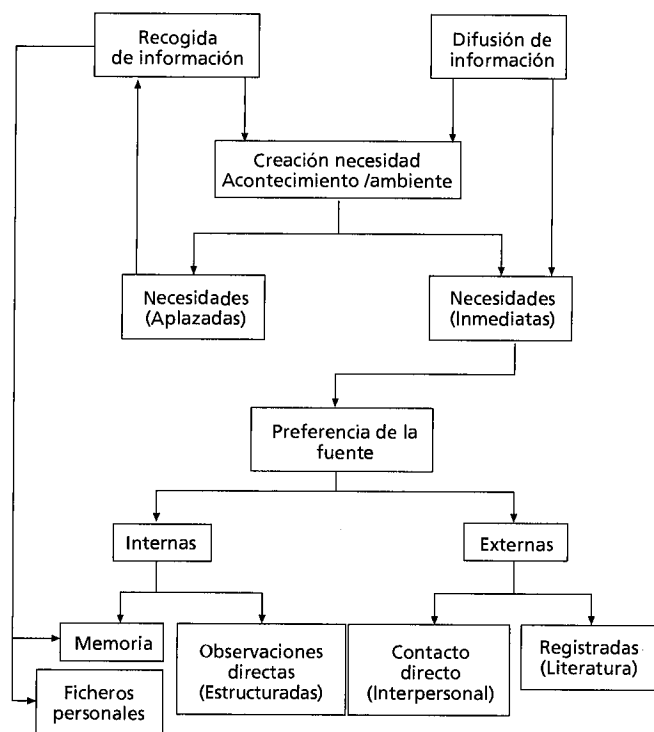 Recogida
de información
Difusión de
información
Creación necesidad
Acontecimiento /ambiente
Necesidades
(Aplazadas)
Necesidades
(Inmediatas)
Preferencia de la
fuente
Internas
Externas
Memoria
Observaciones
directas
(Estructuradas)
Contacto
directo
(Interpersonal)
Registradas
(Literatura)
Ficheros
personales